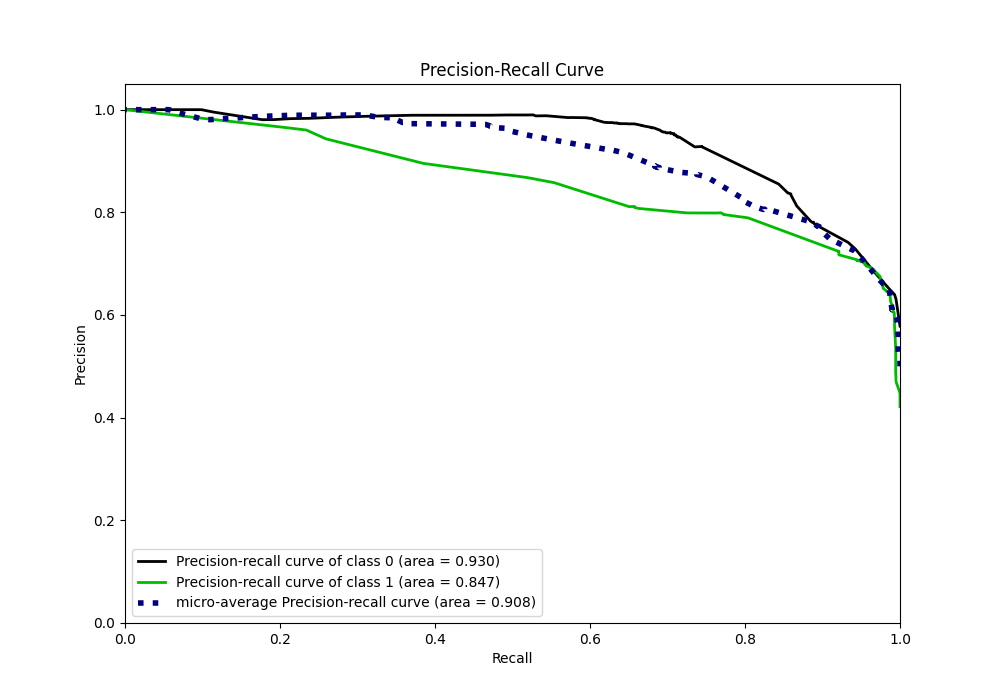 Precision-Recall Curve
1.0
0.8
0.6
0.4
0.2
0.0
Precision
Precision-recall curve of class 0 (area = 0.930)
Precision-recall curve of class 1 (area = 0.847)
micro-average Precision-recall curve (area = 0.908)
0.0 0.2 0.4 0.6 0.8 1.0
Recall